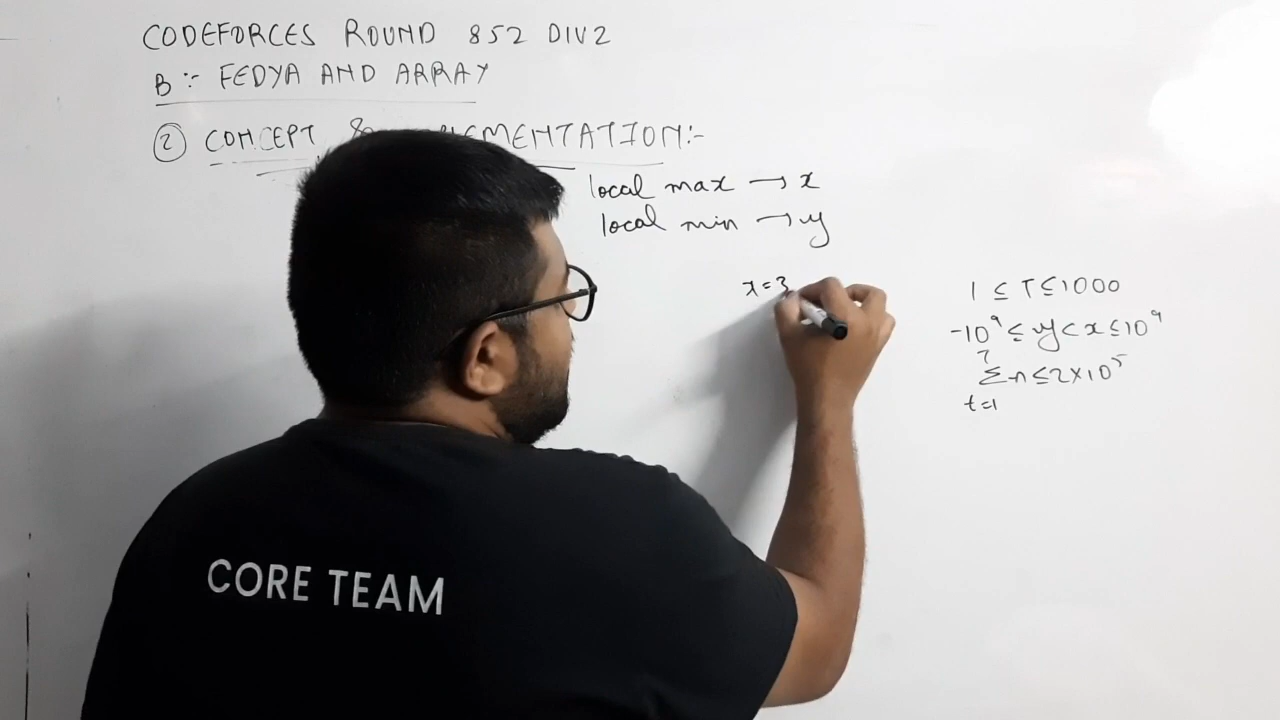 CODEFORCES ROUND 852 DIV2
B:- FEDYA AND ARRAY
② CONCEPT & EMENTATION:-
local max → x
local min → y
x=3
1 ≤ T ≤ 1000
-10⁹ ≤ y < x ≤ 10⁹
T
Σ n ≤ 2×10⁵
t=1
CORE TEAM